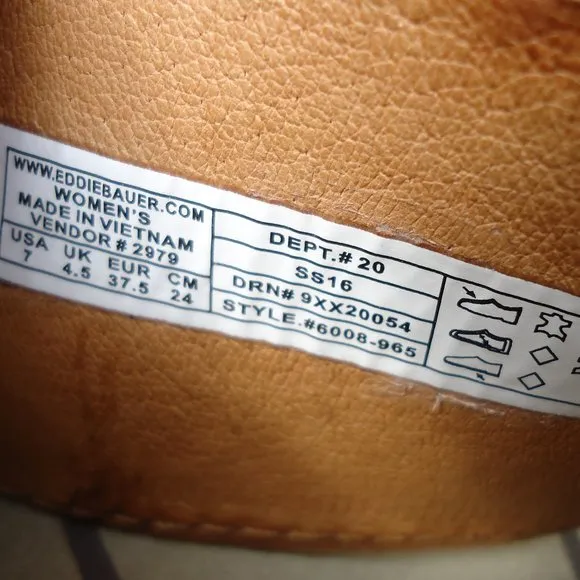 WWW.EDDIEBAUER.COM
WOMEN'S
MADE IN VIETNAM
VENDOR # 2979
USA UK EUR CM
7 4.5 37.5 24
DEPT.# 20
SS16
DRN# 9XX20054
STYLE.#6008-965